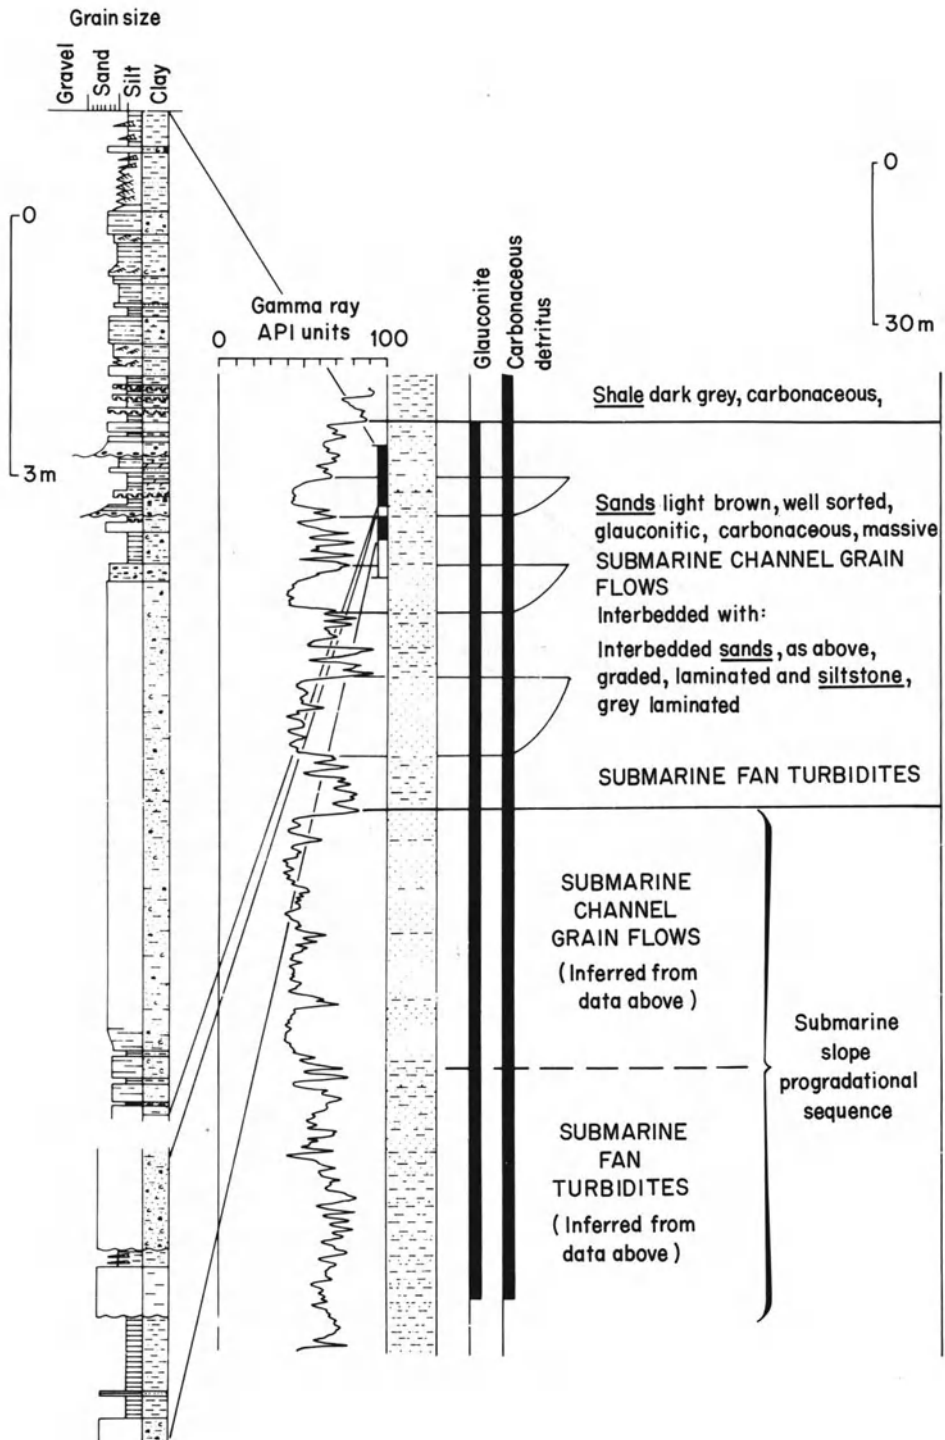 Grain size
Gravel
Sand
Silt
Clay
0
3m
Gamma ray
API units
0
100
Glauconite
Carbonaceous
detritus
0
30m
Shale dark grey, carbonaceous,
Sands light brown, well sorted,
glauconitic, carbonaceous, massive
SUBMARINE CHANNEL GRAIN
FLOWS
Interbedded with:
Interbedded sands, as above,
graded, laminated and siltstone,
grey laminated
SUBMARINE FAN TURBIDITES
SUBMARINE
CHANNEL
GRAIN FLOWS
(Inferred from
data above)
Submarine
slope
progradational
sequence
SUBMARINE
FAN
TURBIDITES
(Inferred from
data above)